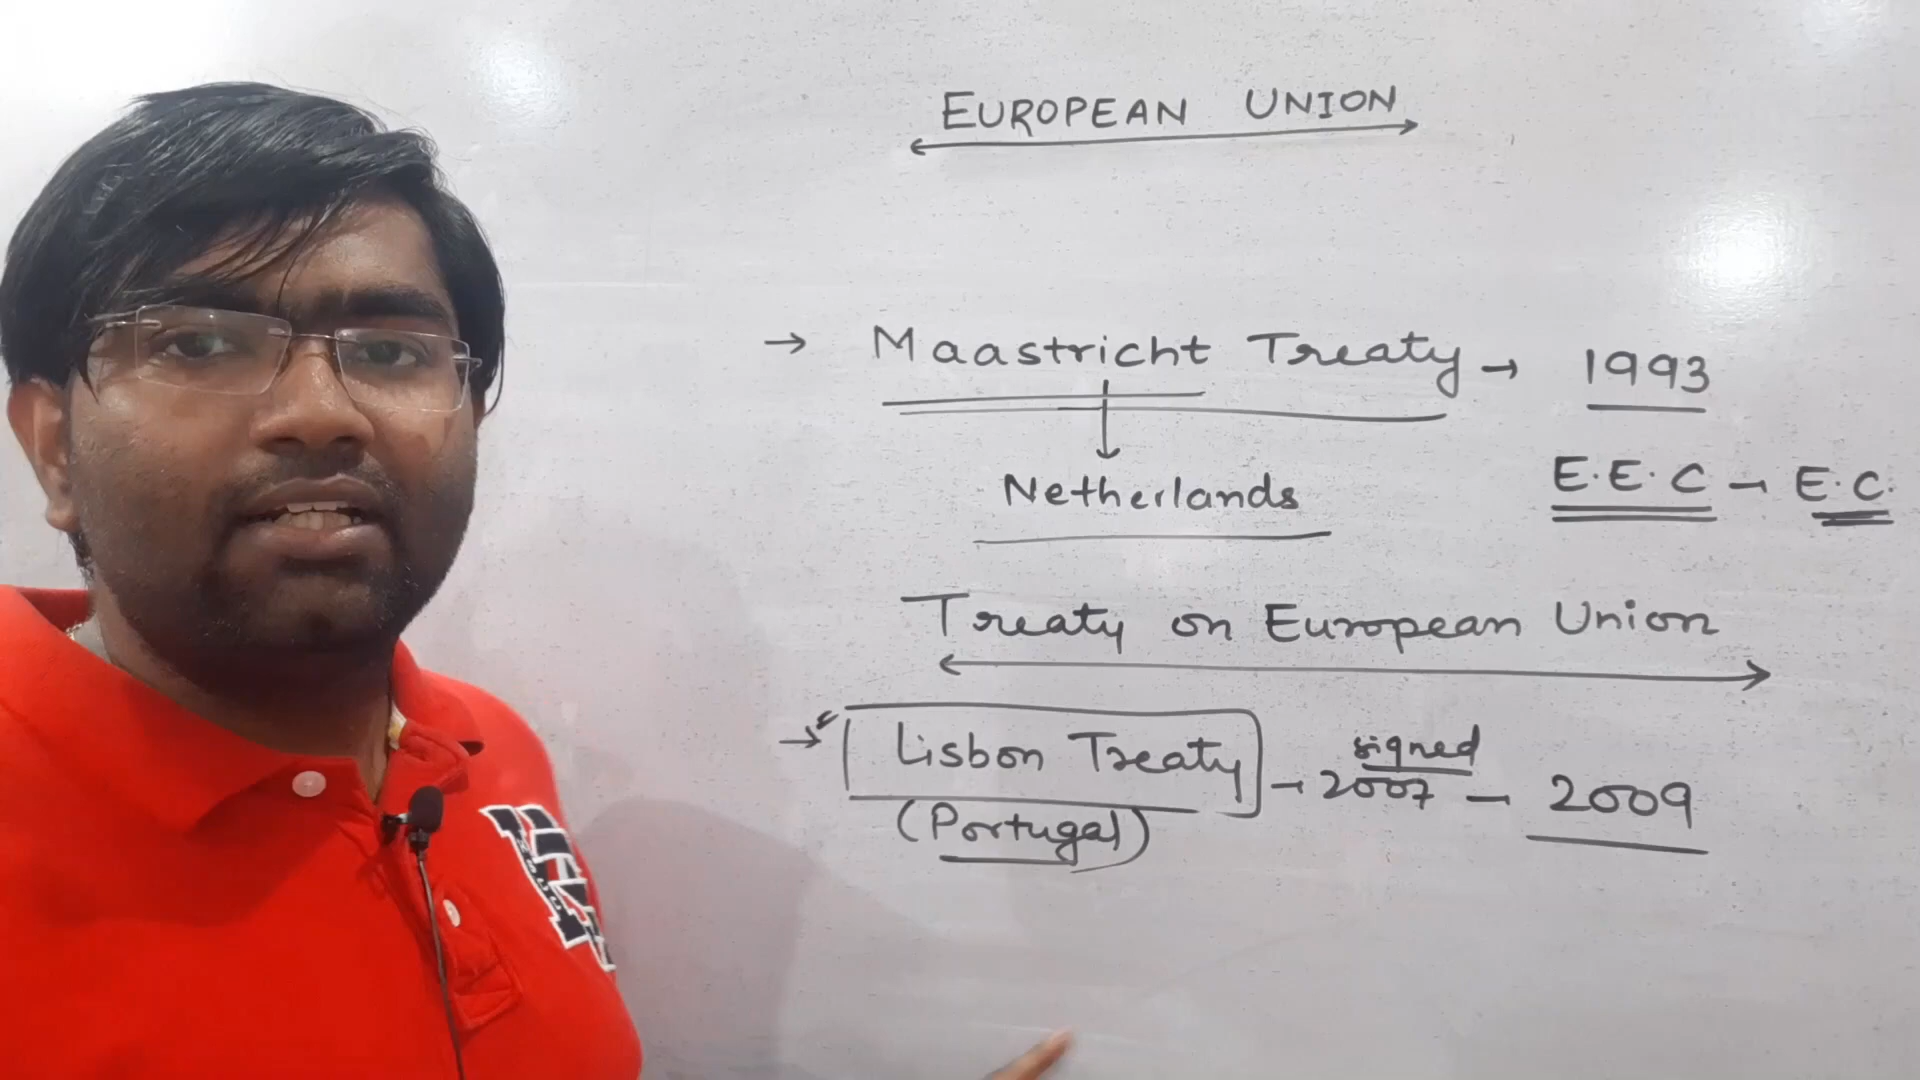 EUROPEAN UNION
→ Maastricht Treaty → 1993
Netherlands
E.E.C → E.C.
Treaty on European Union
→ Lisbon Treaty → 2007 signed → 2009
(Portugal)